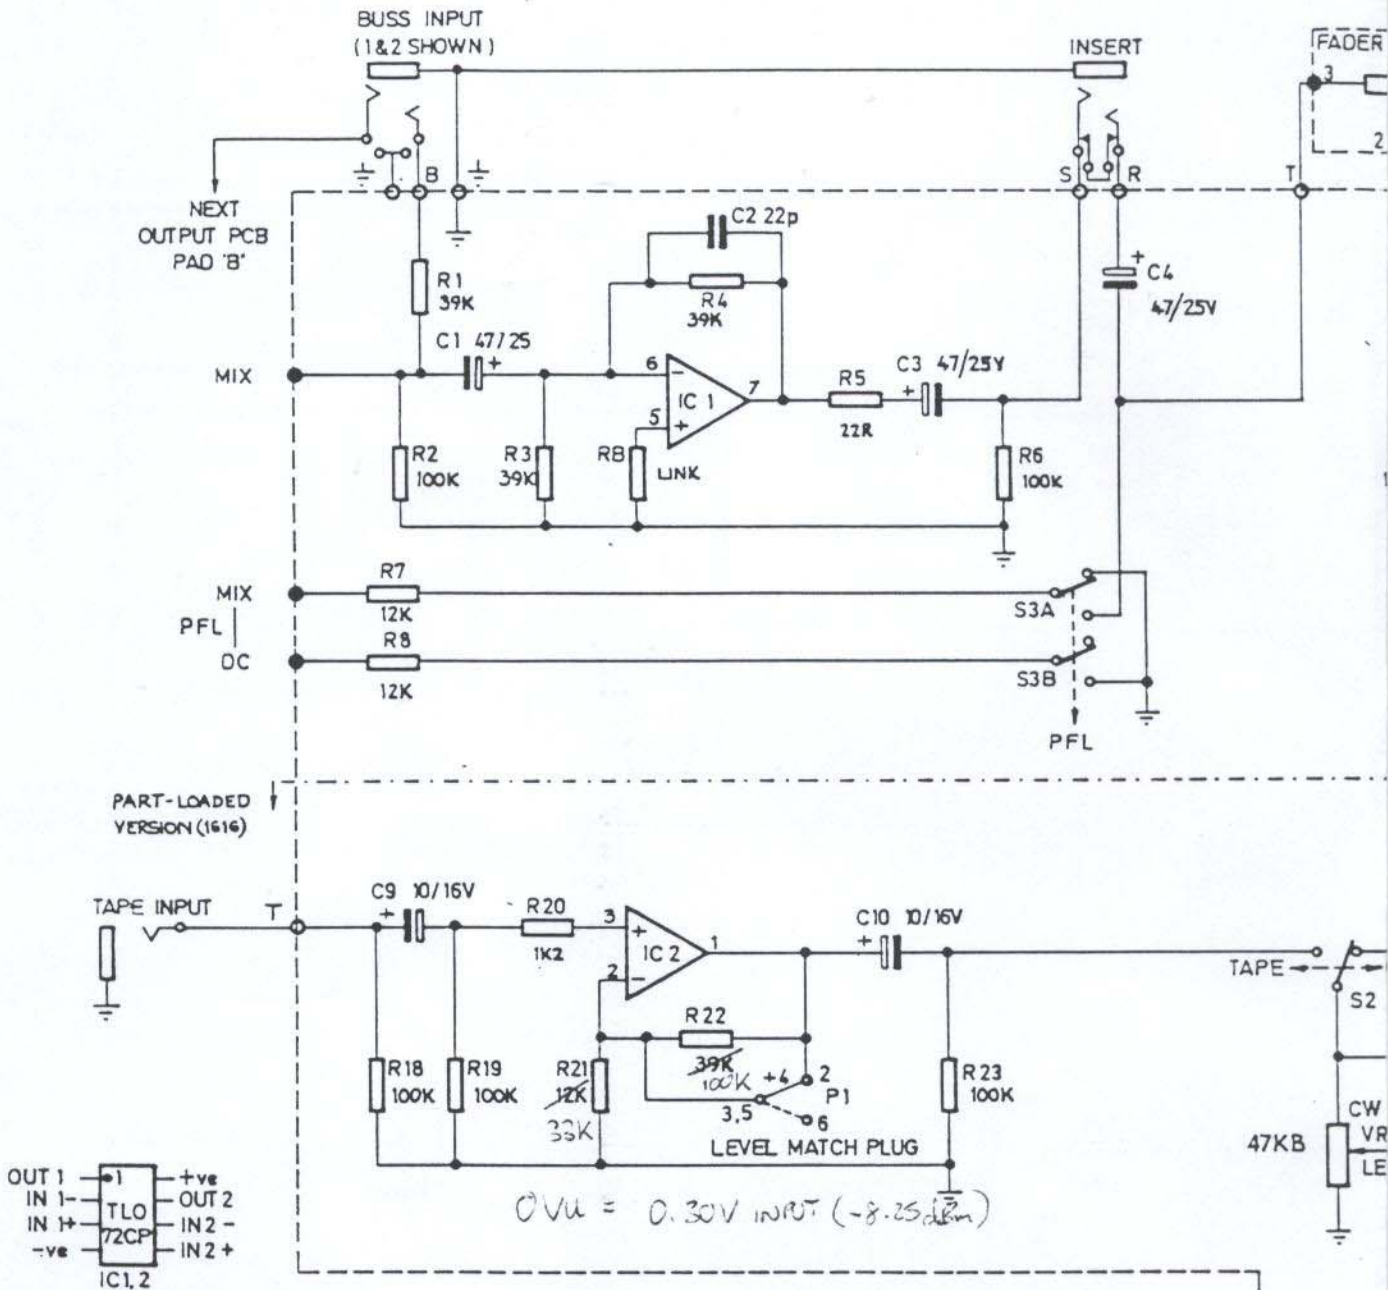 BUSS INPUT
(1&2 SHOWN)
INSERT
FADER
3
2
B
S
R
T
NEXT
OUTPUT PCB
PAD 'B'
R1
39K
C2 22p
R4
39K
+
C4
47/25V
C1 47/25
+
MIX
6
-
IC 1
7
5
+
R5
22R
C3 47/25V
+
R2
100K
R3
39K
RB
LINK
R6
100K
MIX
R7
12K
PFL
R8
DC
12K
S3A
S3B
PFL
PART-LOADED
VERSION (1616)
TAPE INPUT
T
C9 10/16V
+
R20
1K2
3
+
IC 2
1
2
-
C10 10/16V
+
TAPE
S2
R22
39K
100K
+4
2
P1
3,5
6
LEVEL MATCH PLUG
R18
100K
R19
100K
R21
12K
33K
R23
100K
47KB
CW
VR
LE
0VU = 0.30V INPUT (-8.25dBm)
OUT 1
1
+ve
IN 1-
TL0
OUT 2
IN 1+
72CP
IN 2 -
-ve
IN 2 +
IC1, 2